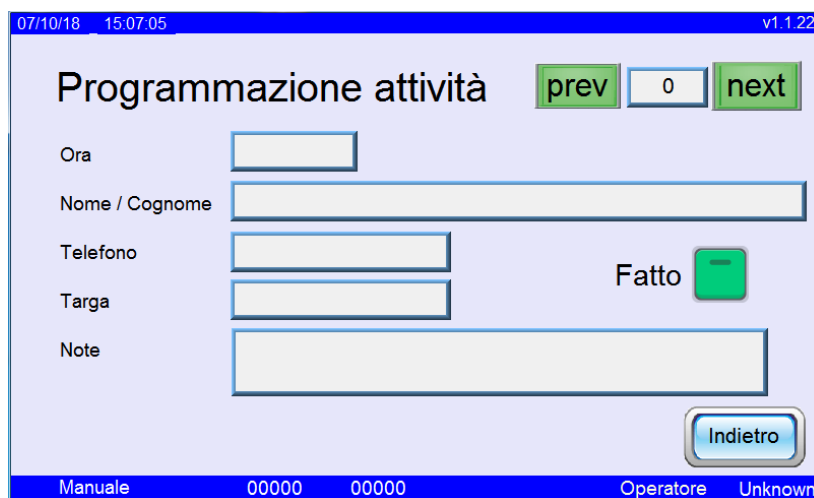 07/10/18 15:07:05 v1.1.22
Programmazione attività prev 0 next
Ora
Nome / Cognome
Telefono
Fatto
Targa
Note
Indietro
Manuale 00000 00000 Operatore Unknown